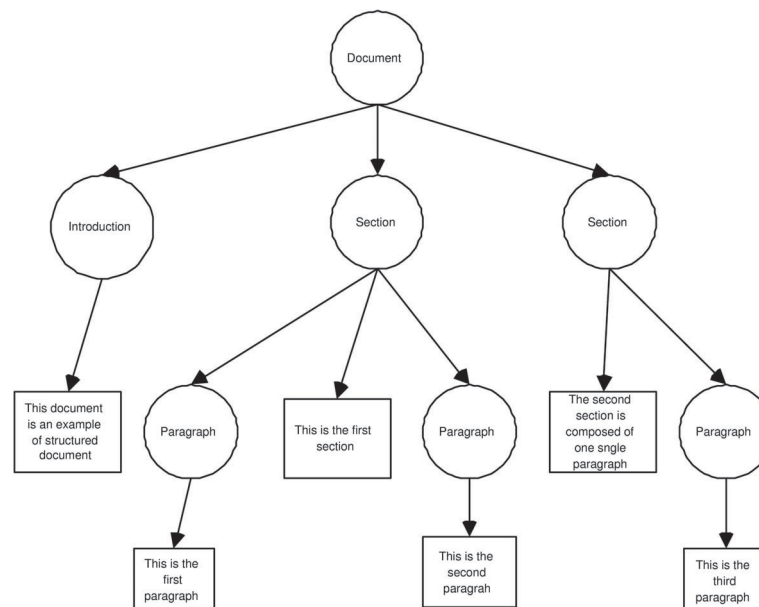 Document
Introduction
Section
Section
This document
is an example
of structured
document
Paragraph
This is the first
section
Paragraph
The second
section is
composed of
one sngle
paragraph
Paragraph
This is the
first
paragraph
This is the
second
paragrah
This is the
third
paragraph